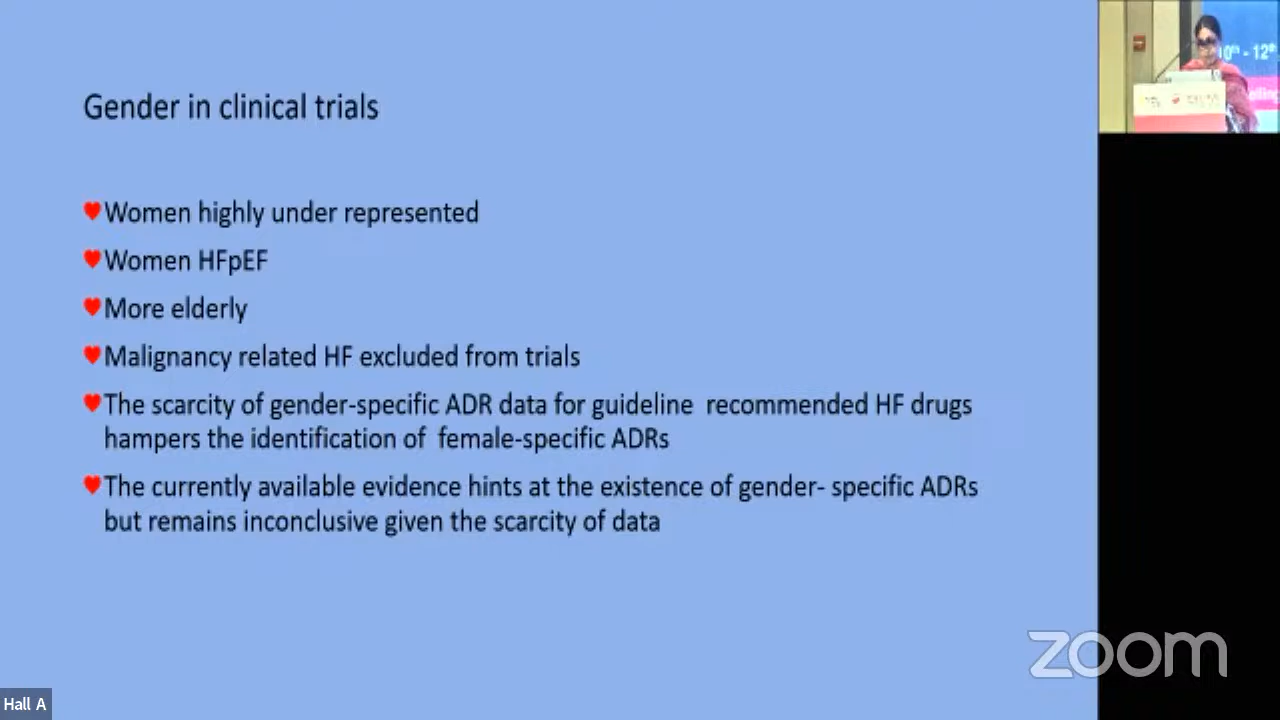 Gender in clinical trials
Women highly under represented
Women HFpEF
More elderly
Malignancy related HF excluded from trials
The scarcity of gender-specific ADR data for guideline recommended HF drugs
hampers the identification of female-specific ADRs
The currently available evidence hints at the existence of gender- specific ADRs
but remains inconclusive given the scarcity of data
10th - 12th
zoom
Hall A